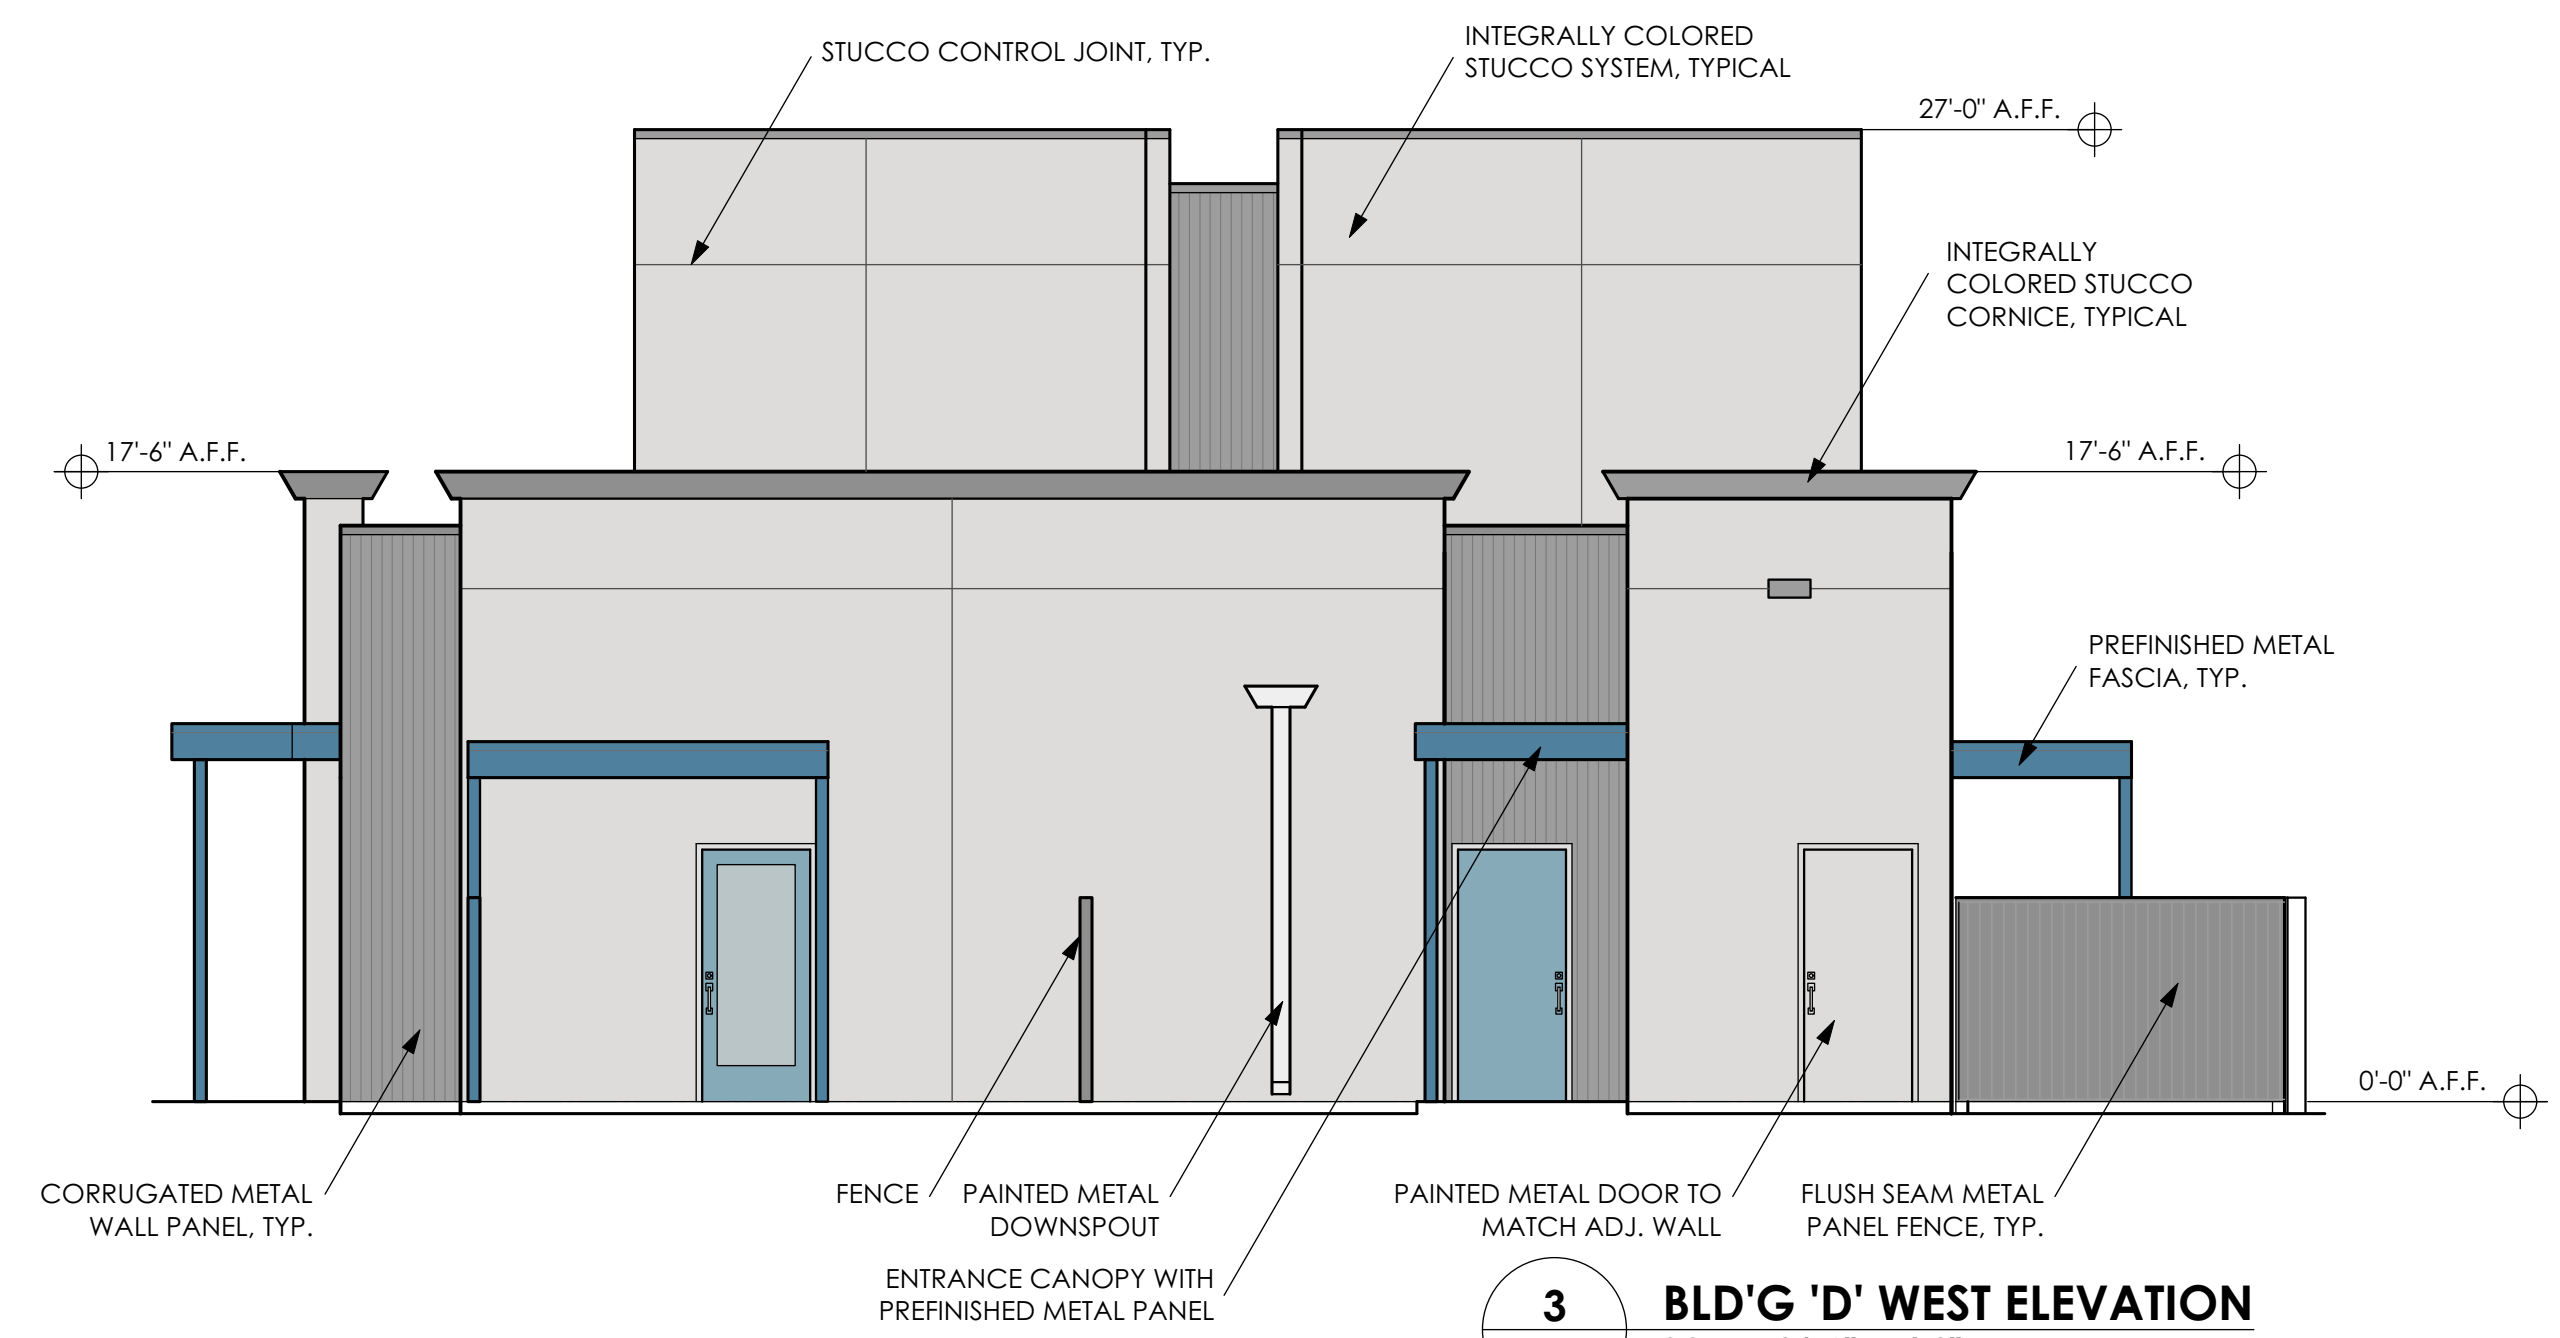 STUCCO CONTROL JOINT, TYP.
INTEGRALLY COLORED
STUCCO SYSTEM, TYPICAL
27'-0" A.F.F.
INTEGRALLY
COLORED STUCCO
CORNICE, TYPICAL
17'-6" A.F.F.
17'-6" A.F.F.
PREFINISHED METAL
FASCIA, TYP.
0'-0" A.F.F.
CORRUGATED METAL
WALL PANEL, TYP.
FENCE
PAINTED METAL
DOWNSPOUT
ENTRANCE CANOPY WITH
PREFINISHED METAL PANEL
PAINTED METAL DOOR TO
MATCH ADJ. WALL
FLUSH SEAM METAL
PANEL FENCE, TYP.
3
BLD'G 'D' WEST ELEVATION